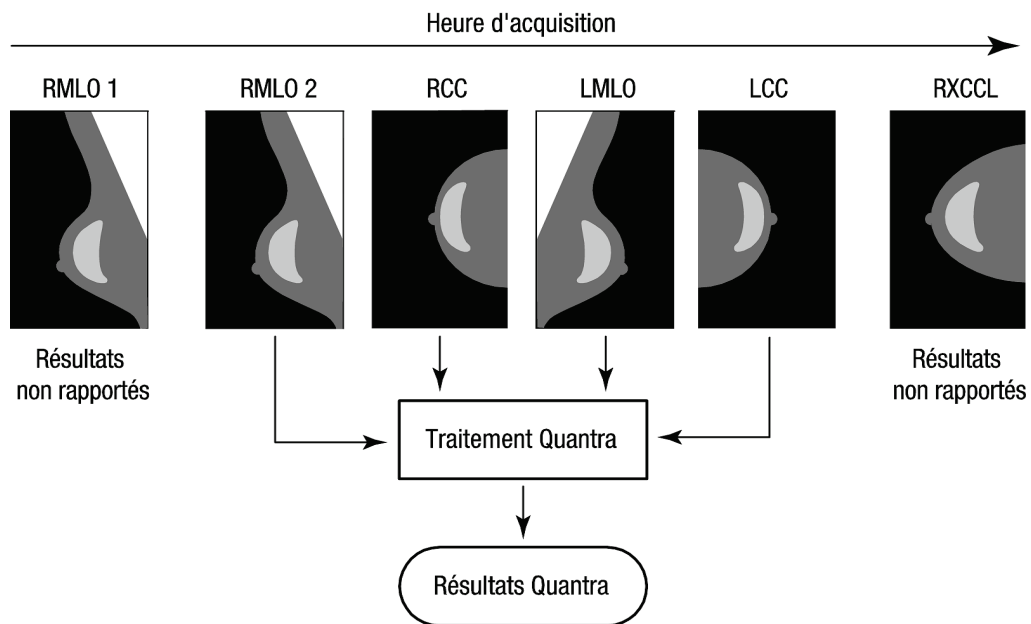 Heure d'acquisition
RMLO 1
RMLO 2
RCC
LMLO
LCC
RXCCL
Résultats
non rapportés
Résultats
non rapportés
Traitement Quantra
Résultats Quantra